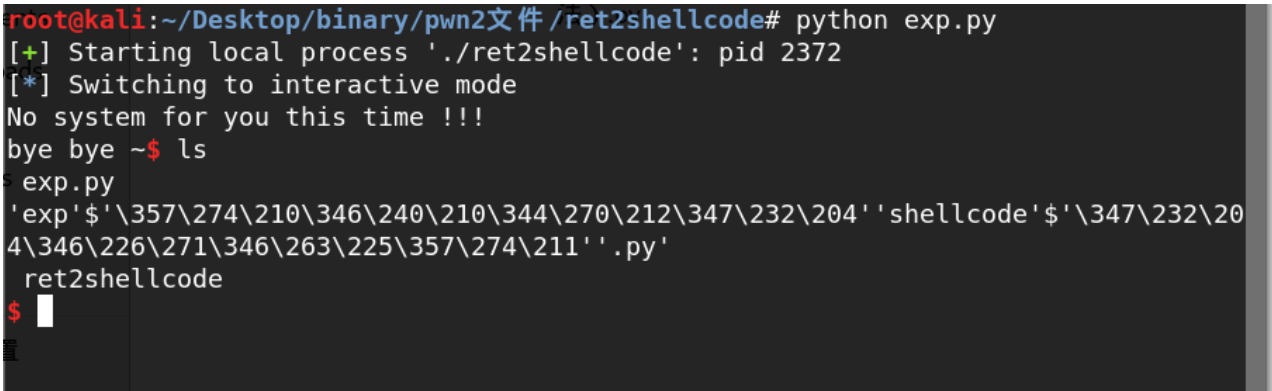 root@kali:~/Desktop/binary/pwn2文件/ret2shellcode# python exp.py
[+] Starting local process './ret2shellcode': pid 2372
[*] Switching to interactive mode
No system for you this time !!!
bye bye ~$ ls
exp.py
'exp'$'\357\274\210\346\240\210\344\270\212\347\232\204''shellcode'$'\347\232\20
4\346\226\271\346\263\225\357\274\211''.py'
ret2shellcode
$
置